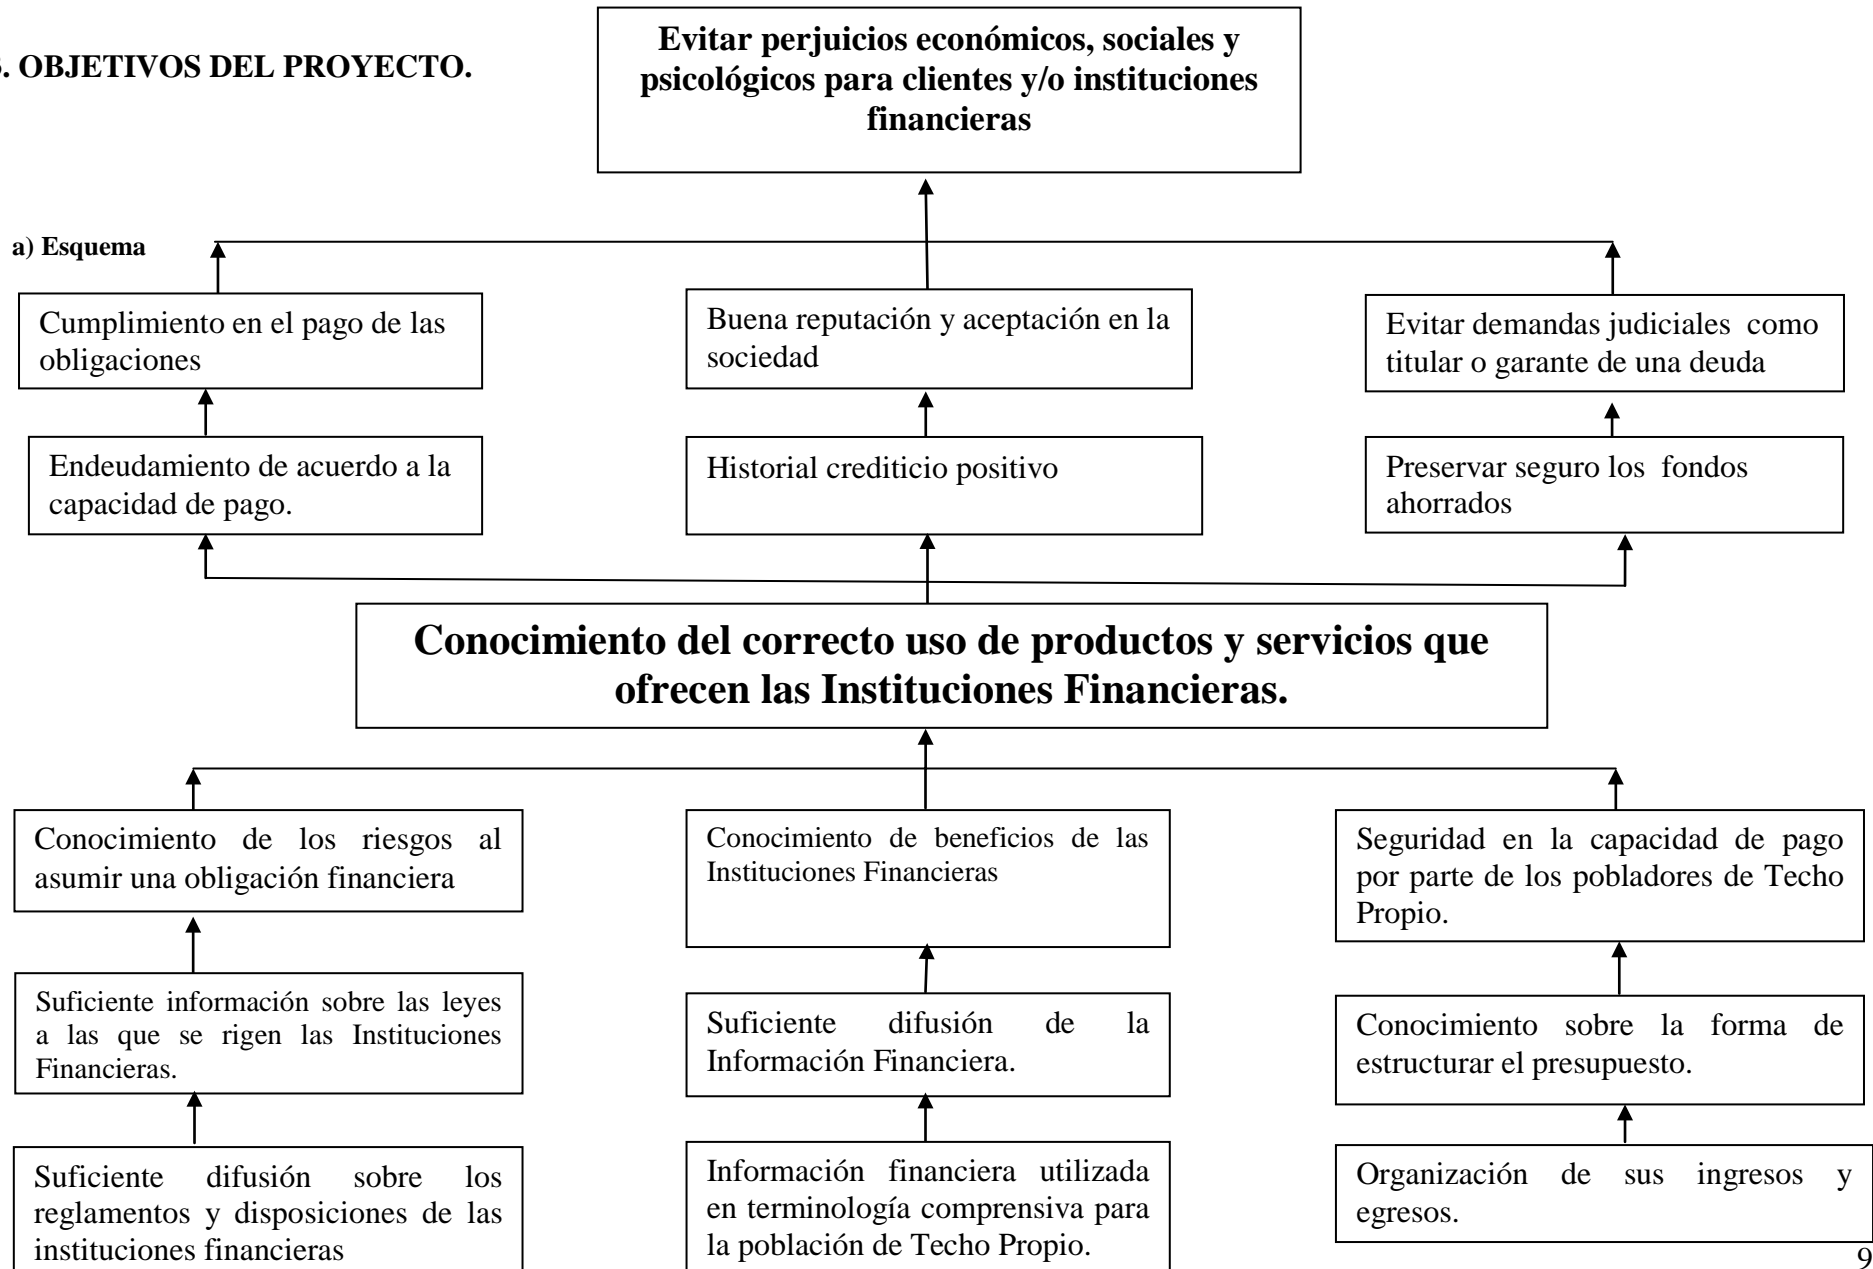 . OBJETIVOS DEL PROYECTO.
Evitar perjuicios económicos, sociales y
psicológicos para clientes y/o instituciones
financieras
a) Esquema
Cumplimiento en el pago de las
obligaciones
Buena reputación y aceptación en la
sociedad
Evitar demandas judiciales como
titular o garante de una deuda
Endeudamiento de acuerdo a la
capacidad de pago.
Historial crediticio positivo
Preservar seguro los fondos
ahorrados
Conocimiento del correcto uso de productos y servicios que
ofrecen las Instituciones Financieras.
Conocimiento de los riesgos al
asumir una obligación financiera
Conocimiento de beneficios de las
Instituciones Financieras
Seguridad en la capacidad de pago
por parte de los pobladores de Techo
Propio.
Suficiente información sobre las leyes
a las que se rigen las Instituciones
Financieras.
Suficiente difusión de la
Información Financiera.
Conocimiento sobre la forma de
estructurar el presupuesto.
Suficiente difusión sobre los
reglamentos y disposiciones de las
instituciones financieras
Información financiera utilizada
en terminología comprensiva para
la población de Techo Propio.
Organización de sus ingresos y
egresos.
9